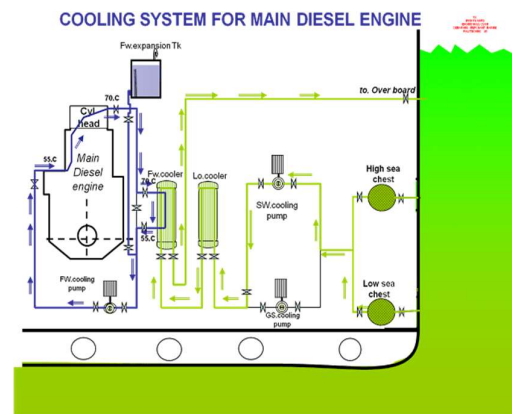 COOLING SYSTEM FOR MAIN DIESEL ENGINE
Fw.expansion Tk
to. Over board
70.C
Cyl
head
55.C
Main
Diesel
engine
Fw.cooler
70.C
Lo.cooler
High sea
chest
SW.cooling
pump
55.C
FW.cooling
pump
Low sea
chest
GS.cooling
pump